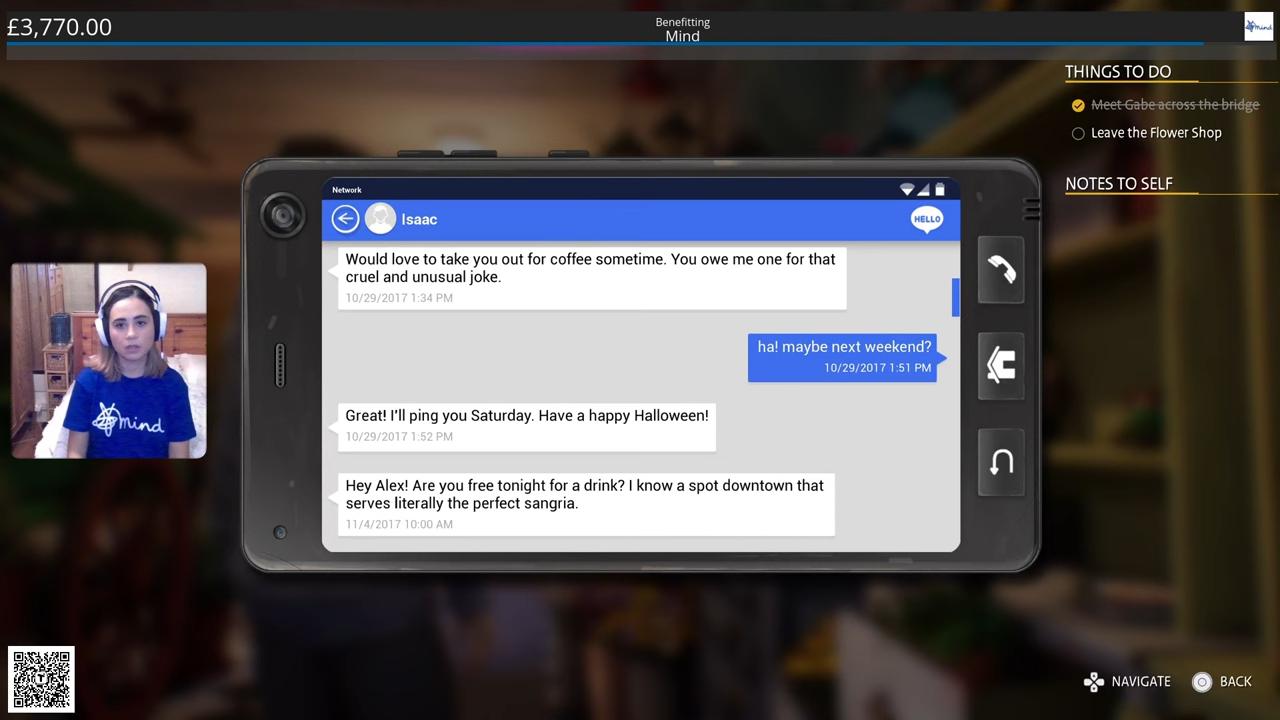 £3,770.00
Benefitting
Mind
mind
THINGS TO DO
Meet Gabe across the bridge
Leave the Flower Shop
NOTES TO SELF
Network
Isaac
HELLO
Would love to take you out for coffee sometime. You owe me one for that
cruel and unusual joke.
10/29/2017 1:34 PM
ha! maybe next weekend?
10/29/2017 1:51 PM
Great! I'll ping you Saturday. Have a happy Halloween!
10/29/2017 1:52 PM
Hey Alex! Are you free tonight for a drink? I know a spot downtown that
serves literally the perfect sangria.
11/4/2017 10:00 AM
mind
NAVIGATE
BACK